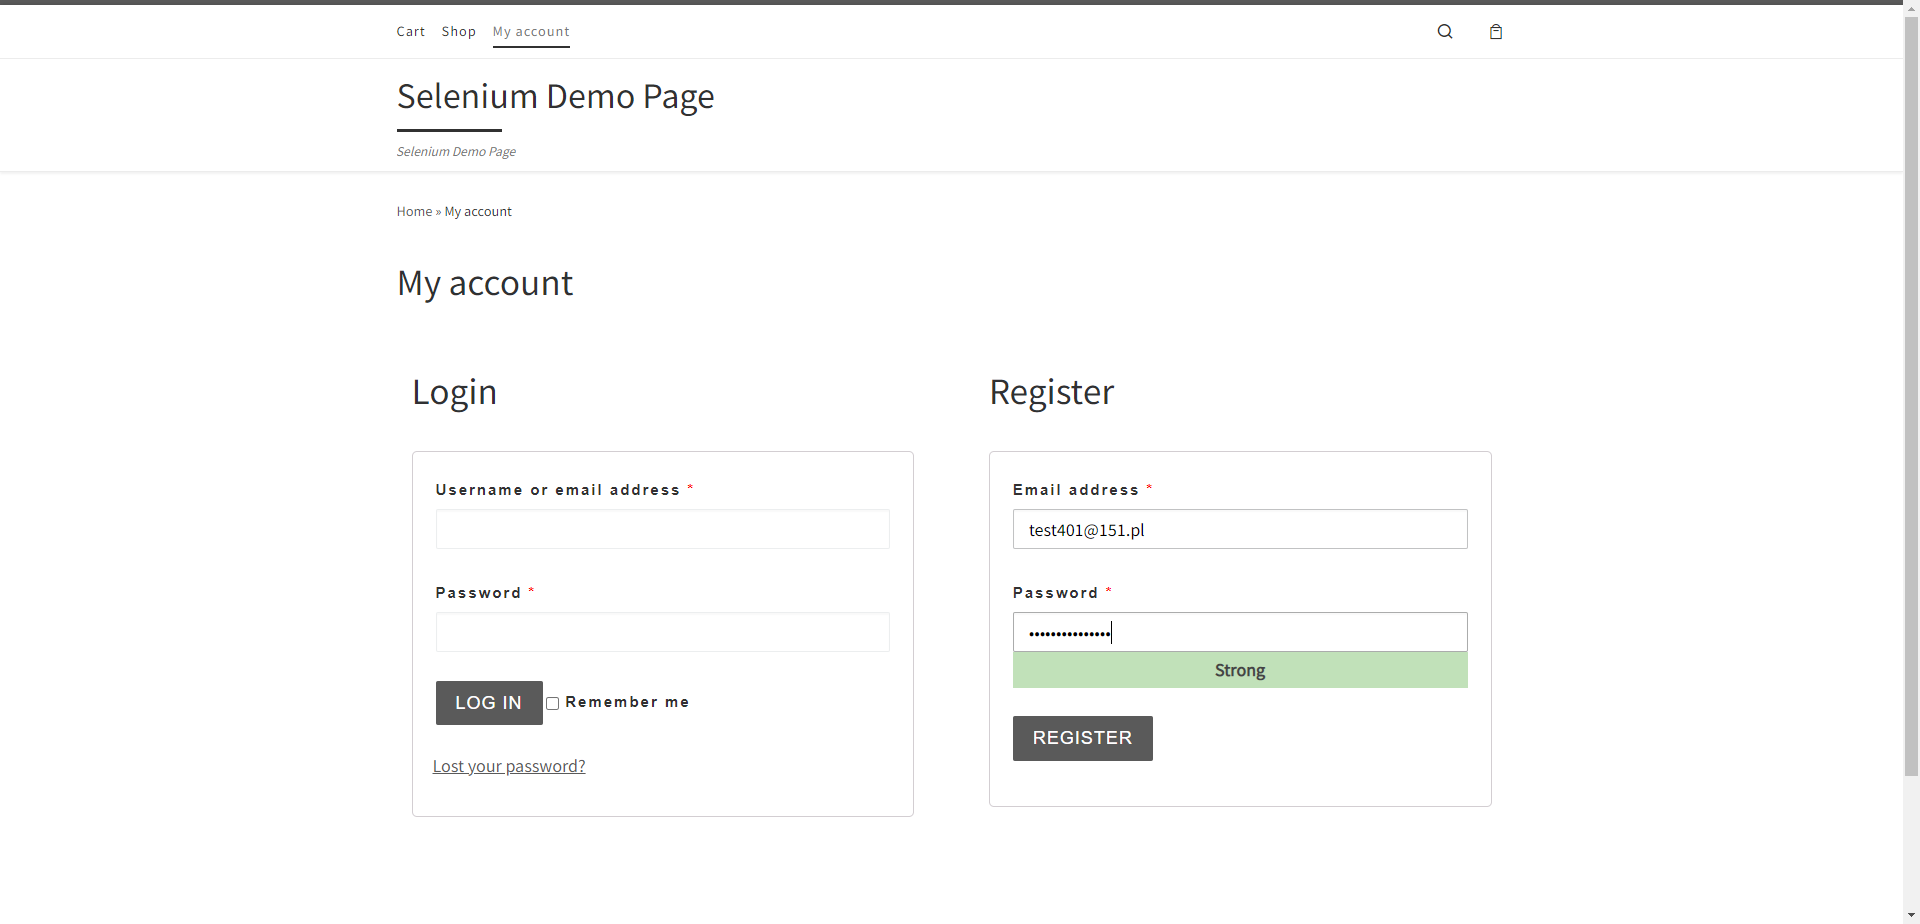 Cart Shop My account
Selenium Demo Page
Selenium Demo Page
Home » My account
My account
Login
Username or email address *
Password *
LOG IN Remember me
Lost your password?
Register
Email address *
test401@151.pl
Password *
•••••••••••••••
Strong
REGISTER